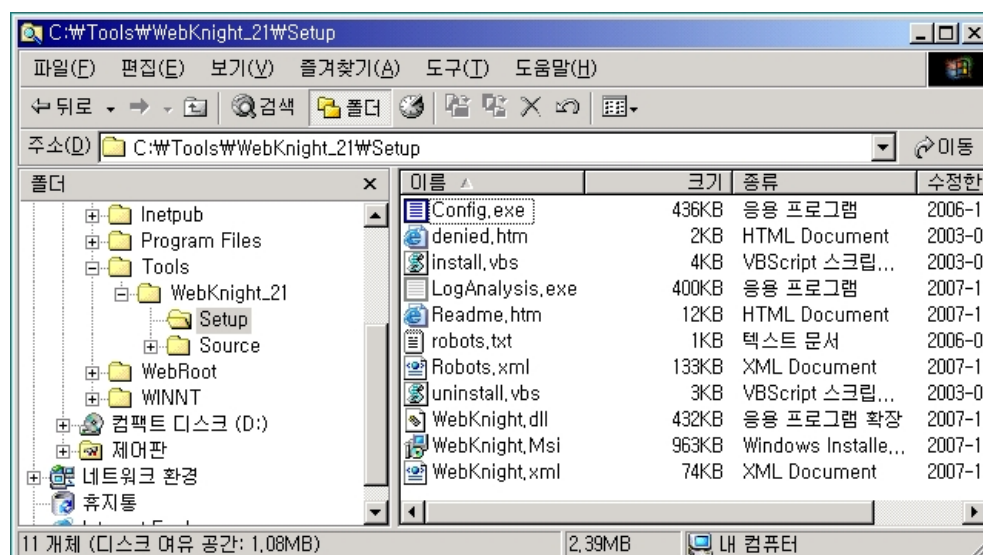 C:₩Tools₩WebKnight_21₩Setup
파일(F) 편집(E) 보기(V) 즐겨찾기(A) 도구(T) 도움말(H)
뒤로 검색 폴더
주소(D) C:₩Tools₩WebKnight_21₩Setup 이동
폴더 x
Inetpub
Program Files
Tools
WebKnight_21
Setup
Source
WebRoot
WINNT
컴팩트 디스크 (D:)
제어판
네트워크 환경
휴지통
이름 크기 종류 수정한
Config.exe 436KB 응용 프로그램 2006-1
denied.htm 2KB HTML Document 2003-0
install.vbs 4KB VBScript 스크립...
2003-0
LogAnalysis.exe 400KB 응용 프로그램 2007-1
Readme.htm 12KB HTML Document 2007-1
robots.txt 1KB 텍스트 문서 2006-0
Robots.xml 133KB XML Document 2007-1
uninstall.vbs 3KB VBScript 스크립... 2003-0
WebKnight.dll 432KB 응용 프로그램 확장 2007-1
WebKnight.Msi 963KB Windows Installe... 2007-1
WebKnight.xml 74KB XML Document 2007-1
11 개체 (디스크 여유 공간: 1.08MB) 2.39MB 내 컴퓨터